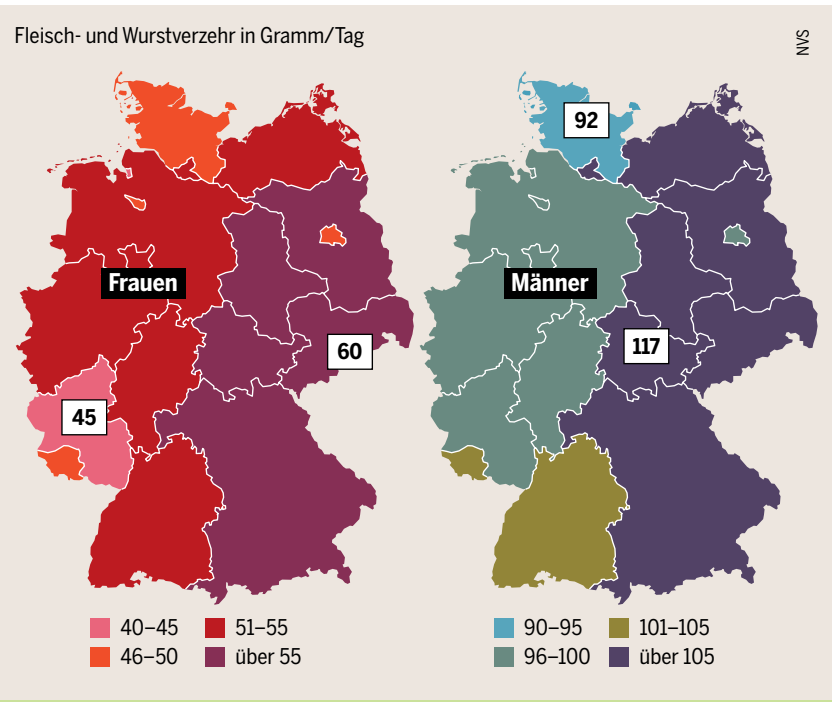 Fleisch- und Wurstverzehr in Gramm/Tag
NVS
92
Frauen
Männer
60
117
45
40–45
51–55
46–50
über 55
90–95
101–105
96–100
über 105